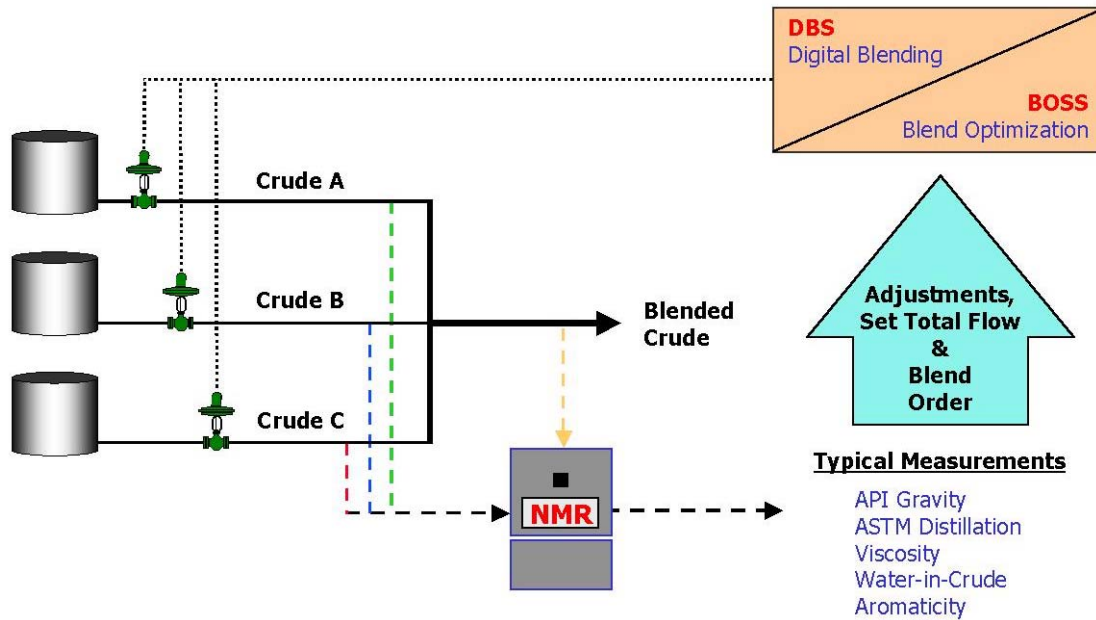 DBS
Digital Blending
BOSS
Blend Optimization
Crude A
Crude B
Blended
Crude
Crude C
Adjustments,
Set Total Flow
&
Blend
Order
NMR
Typical Measurements
API Gravity
ASTM Distillation
Viscosity
Water-in-Crude
Aromaticity